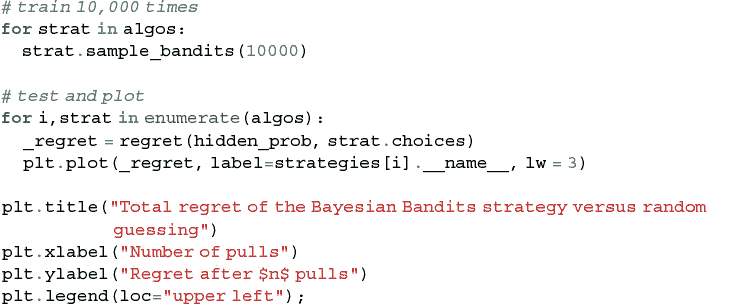 # train 10,000 times
for strat in algos:
  strat.sample_bandits(10000)

# test and plot
for i,strat in enumerate(algos):
  _regret = regret(hidden_prob, strat.choices)
  plt.plot(_regret, label=strategies[i].__name__, lw = 3)

plt.title("Total regret of the Bayesian Bandits strategy versus random
          guessing")
plt.xlabel("Number of pulls")
plt.ylabel("Regret after $n$ pulls")
plt.legend(loc="upper left");